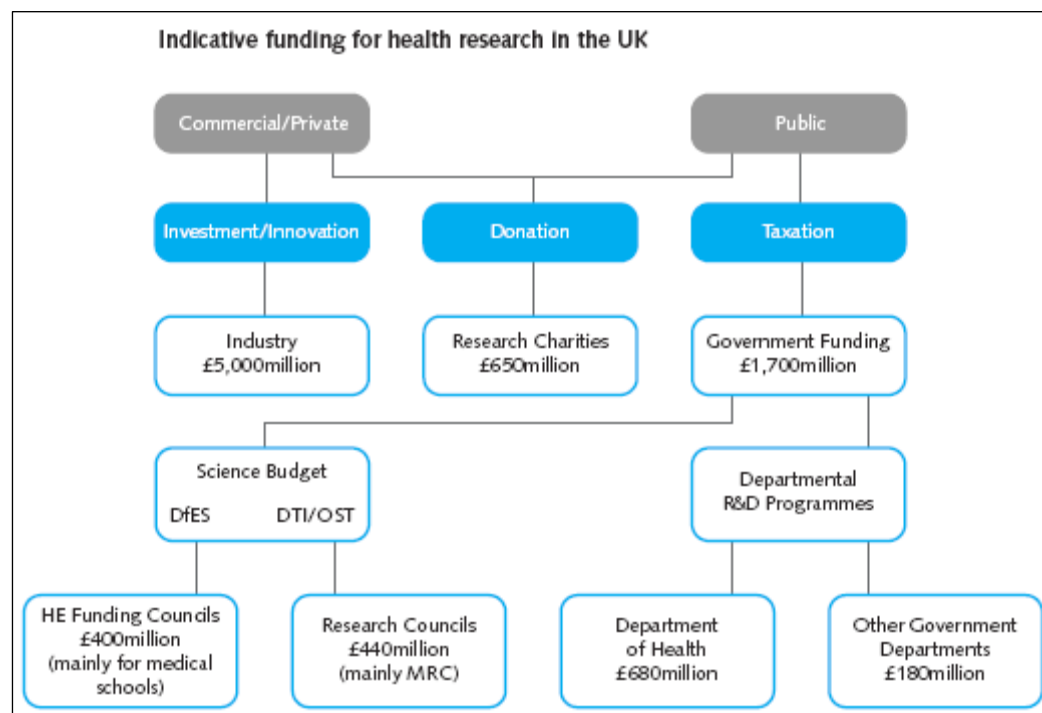 Indicative funding for health research in the UK
Commercial/Private
Public
Investment/Innovation
Donation
Taxation
Industry
£5,000million
Research Charities
£650million
Government Funding
£1,700million
Science Budget
DfES DTI/OST
Departmental
R&D Programmes
HE Funding Councils
£400million
(mainly for medical
schools)
Research Councils
£440million
(mainly MRC)
Department
of Health
£680million
Other Government
Departments
£180million